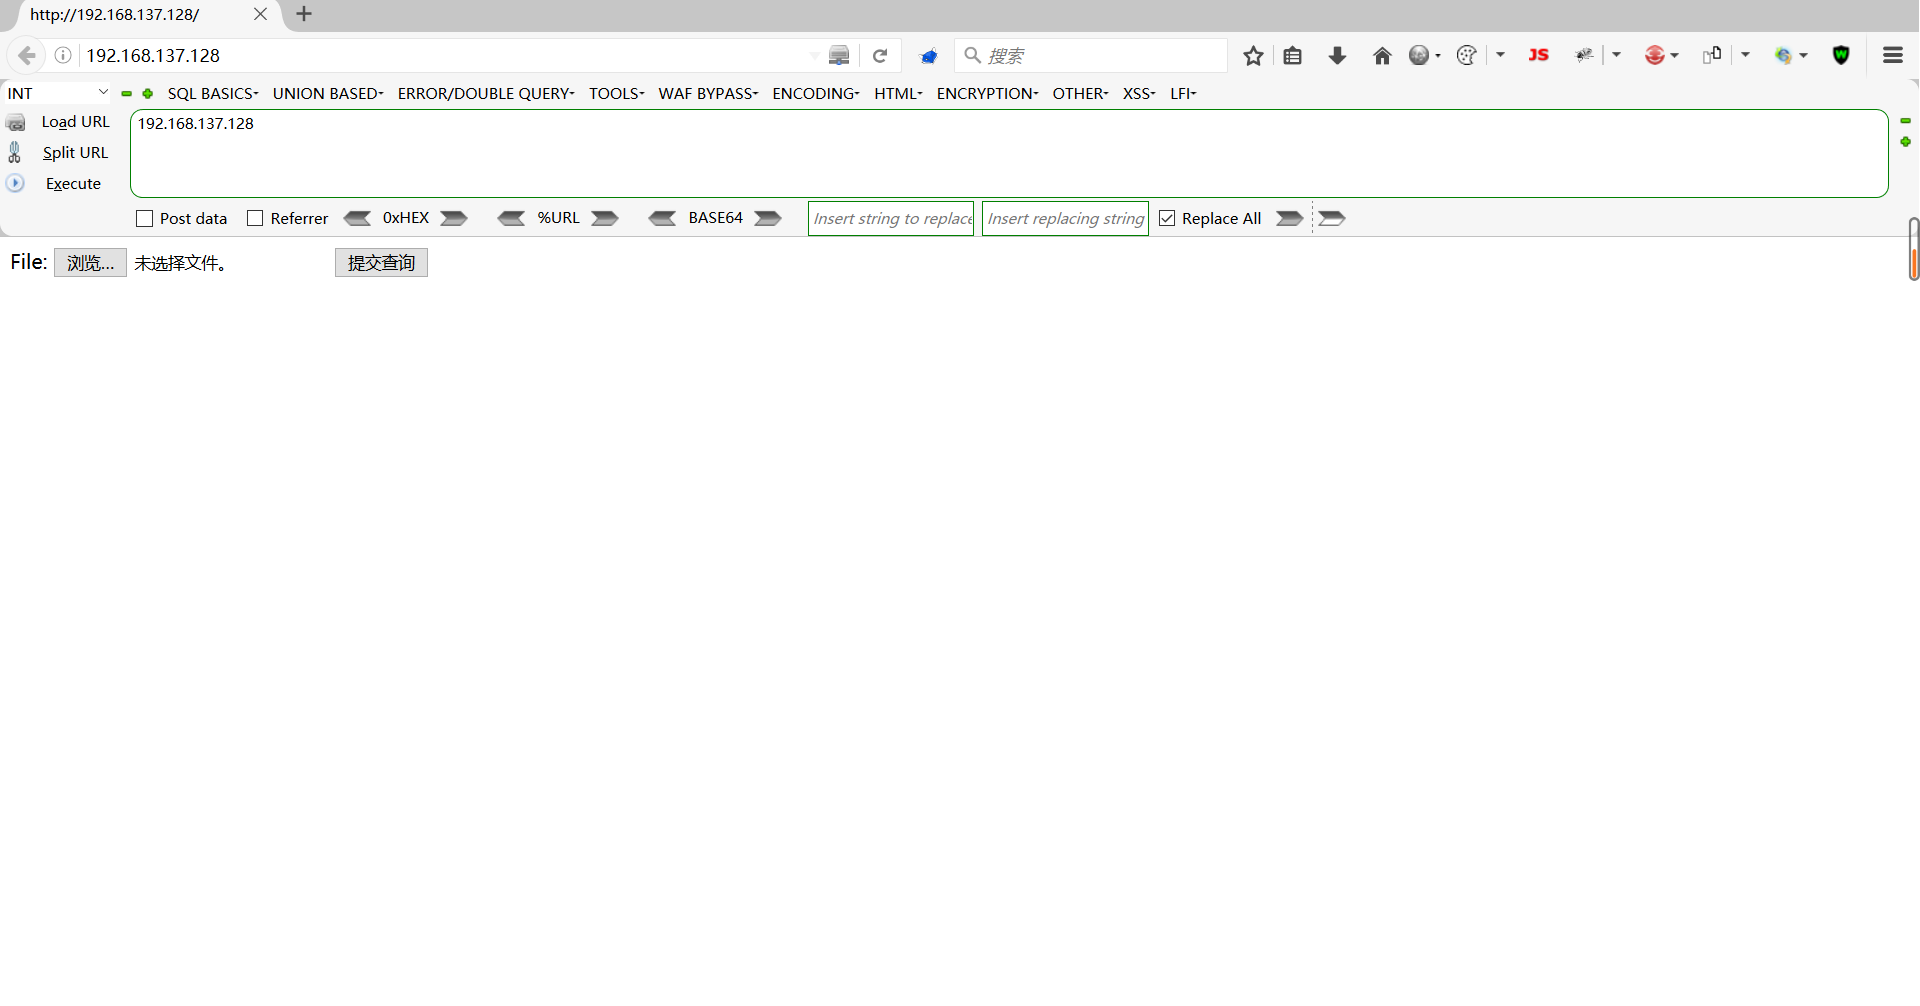 http://192.168.137.128/
192.168.137.128
搜索
JS
W
INT
SQL BASICS
UNION BASED
ERROR/DOUBLE QUERY
TOOLS
WAF BYPASS
ENCODING
HTML
ENCRYPTION
OTHER
XSS
LFI
Load URL
192.168.137.128
Split URL
Execute
Post data
Referrer
0xHEX
%URL
BASE64
Insert string to replace
Insert replacing string
Replace All
File: 浏览... 未选择文件。 提交查询